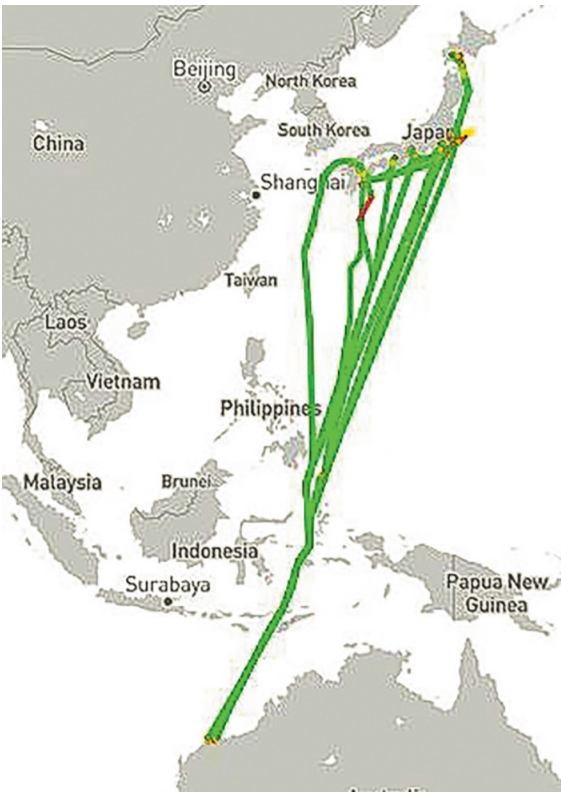 Beijing
North Korea
China
South Korea
Japan
Shanghai
Taiwan
Laos
Vietnam
Philippines
Malaysia
Brunei
Indonesia
Papua New
Guinea
Surabaya